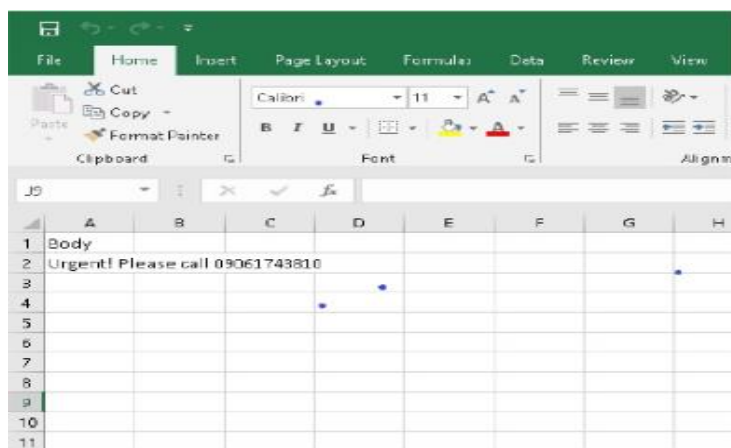 File Home Insert Page Layout Formulas Data Review View
Cut
Copy
Paste
Format Painter
Calibri 11 A A
B I U A
Clipboard Font Alignm
J9 fx
A B C D E F G H
1 Body
2 Urgent! Please call 09061743810
3
4
5
6
7
8
9
10
11